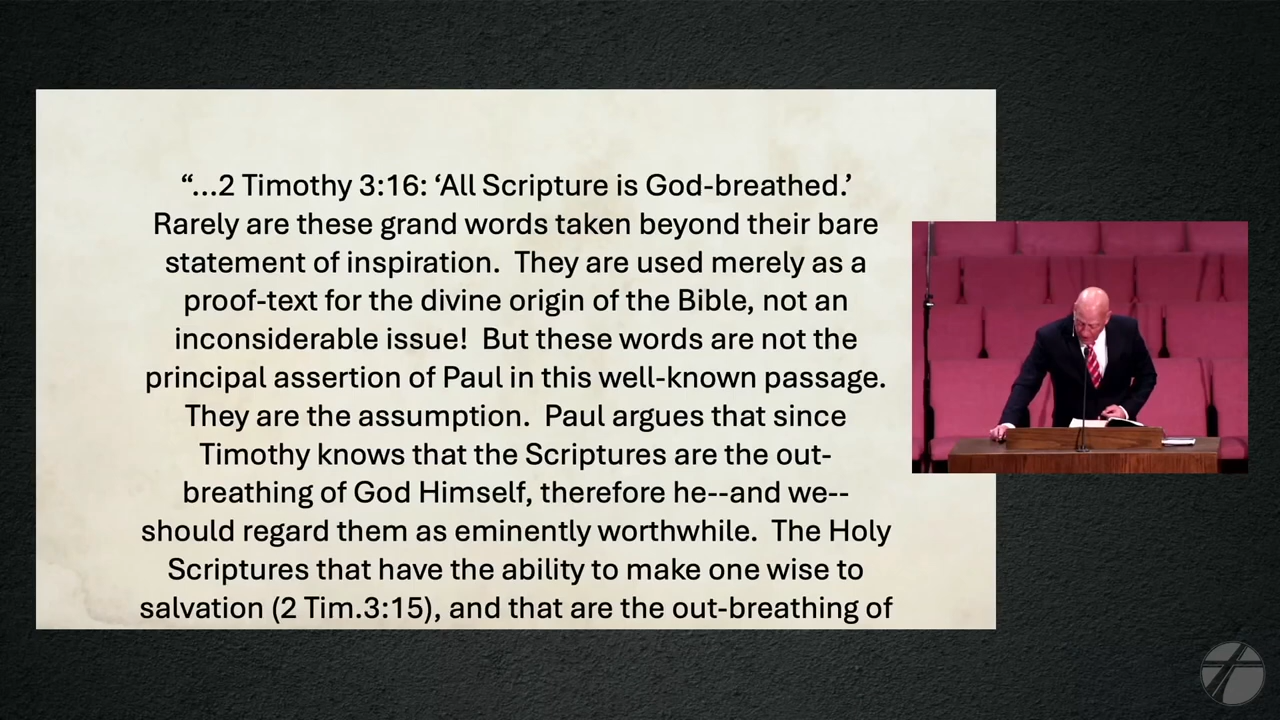 “...2 Timothy 3:16: ‘All Scripture is God-breathed.’
Rarely are these grand words taken beyond their bare
statement of inspiration.  They are used merely as a
proof-text for the divine origin of the Bible, not an
inconsiderable issue!  But these words are not the
principal assertion of Paul in this well-known passage.
They are the assumption.  Paul argues that since
Timothy knows that the Scriptures are the out-
breathing of God Himself, therefore he--and we--
should regard them as eminently worthwhile.  The Holy
Scriptures that have the ability to make one wise to
salvation (2 Tim.3:15), and that are the out-breathing of